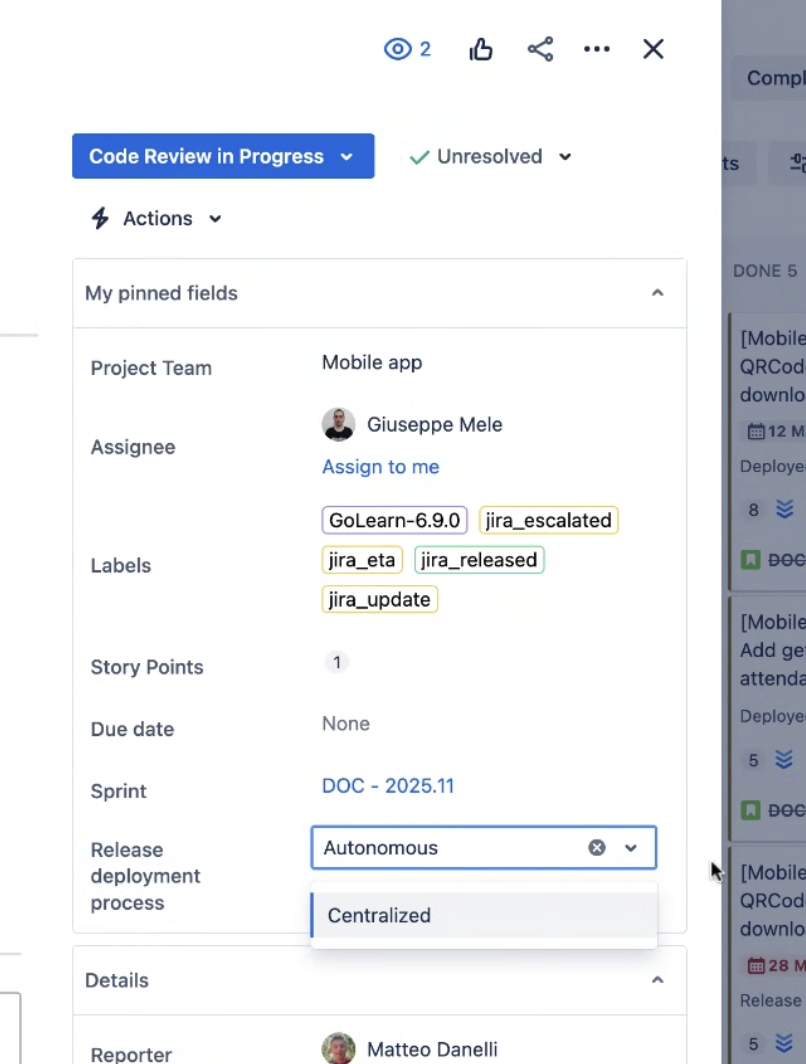 2
Code Review in Progress
Unresolved
Actions
My pinned fields
Project Team
Mobile app
Assignee
Giuseppe Mele
Assign to me
Labels
GoLearn-6.9.0
jira_escalated
jira_eta
jira_released
jira_update
Story Points
1
Due date
None
Sprint
DOC - 2025.11
Release
deployment
process
Autonomous
Centralized
Details
Reporter
Matteo Danelli
Compl
ts
DONE 5
[Mobile
QRCod
downlo
12 M
Deploye
8
DOC
[Mobile
Add ge
attenda
Deploye
5
DOC
[Mobile
QRCod
downlo
28 M
Release
5